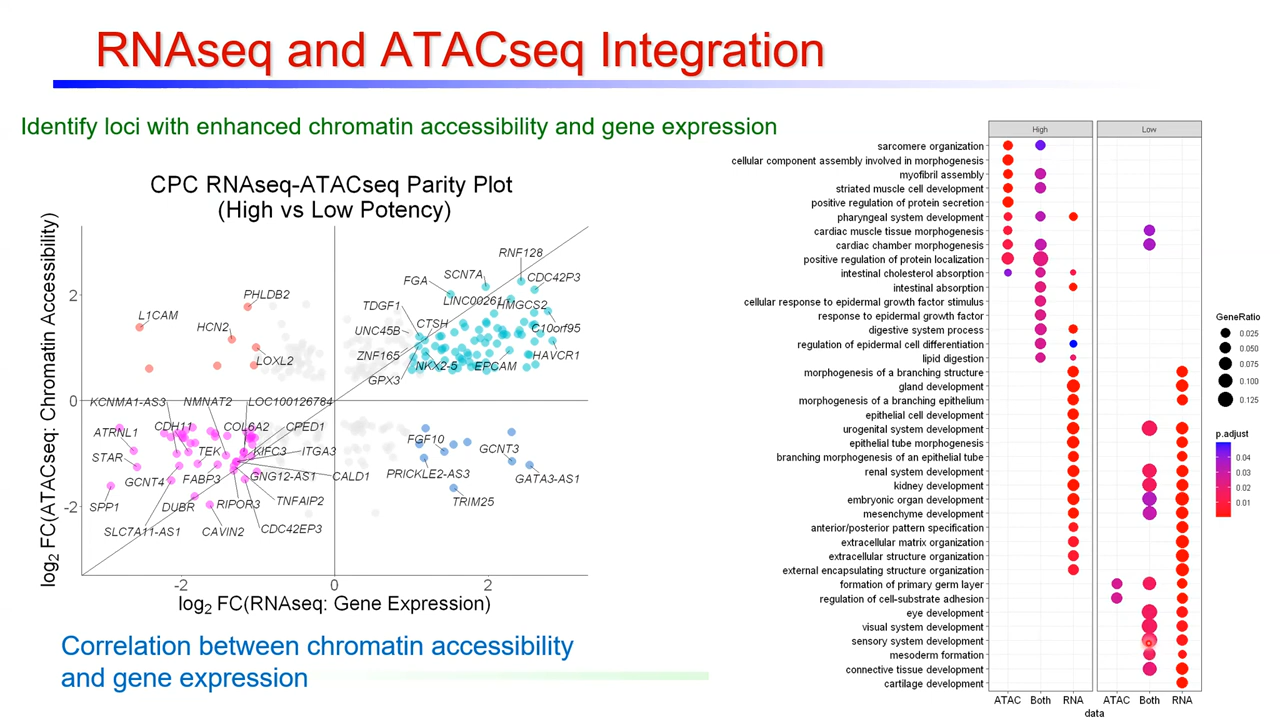 RNAseq and ATACseq Integration
Identify loci with enhanced chromatin accessibility and gene expression
CPC RNAseq-ATACseq Parity Plot
(High vs Low Potency)
log2 FC(ATACseq: Chromatin Accessibility)
2
0
-2
RNF128
SCN7A
CDC42P3
FGA
PHLDB2
LINC00261
HMGCS2
TDGF1
L1CAM
CTSH
HCN2
UNC45B
C10orf95
ZNF165
HAVCR1
LOXL2
NKX2-5
EPCAM
GPX3
KCNMA1-AS3
NMNAT2
LOC100126784
CDH11
COL6A2
CPED1
ATRNL1
FGF10
TEK
KIFC3
ITGA3
GCNT3
STAR
PRICKLE2-AS3
GATA3-AS1
GCNT4
FABP3
GNG12-AS1
CALD1
SPP1
DUBR
RIPOR3
TNFAIP2
TRIM25
SLC7A11-AS1
CAVIN2
CDC42EP3
-2
0
2
log2 FC(RNAseq: Gene Expression)
Correlation between chromatin accessibility
and gene expression
High
Low
sarcomere organization
cellular component assembly involved in morphogenesis
myofibril assembly
striated muscle cell development
positive regulation of protein secretion
pharyngeal system development
cardiac muscle tissue morphogenesis
cardiac chamber morphogenesis
positive regulation of protein localization
intestinal cholesterol absorption
intestinal absorption
cellular response to epidermal growth factor stimulus
response to epidermal growth factor
digestive system process
regulation of epidermal cell differentiation
lipid digestion
morphogenesis of a branching structure
gland development
morphogenesis of a branching epithelium
epithelial cell development
urogenital system development
epithelial tube morphogenesis
branching morphogenesis of an epithelial tube
renal system development
kidney development
embryonic organ development
mesenchyme development
anterior/posterior pattern specification
extracellular matrix organization
extracellular structure organization
external encapsulating structure organization
formation of primary germ layer
regulation of cell-substrate adhesion
eye development
visual system development
sensory system development
mesoderm formation
connective tissue development
cartilage development
ATAC Both RNA
ATAC Both RNA
data
GeneRatio
0.025
0.050
0.075
0.100
0.125
p.adjust
0.04
0.03
0.02
0.01